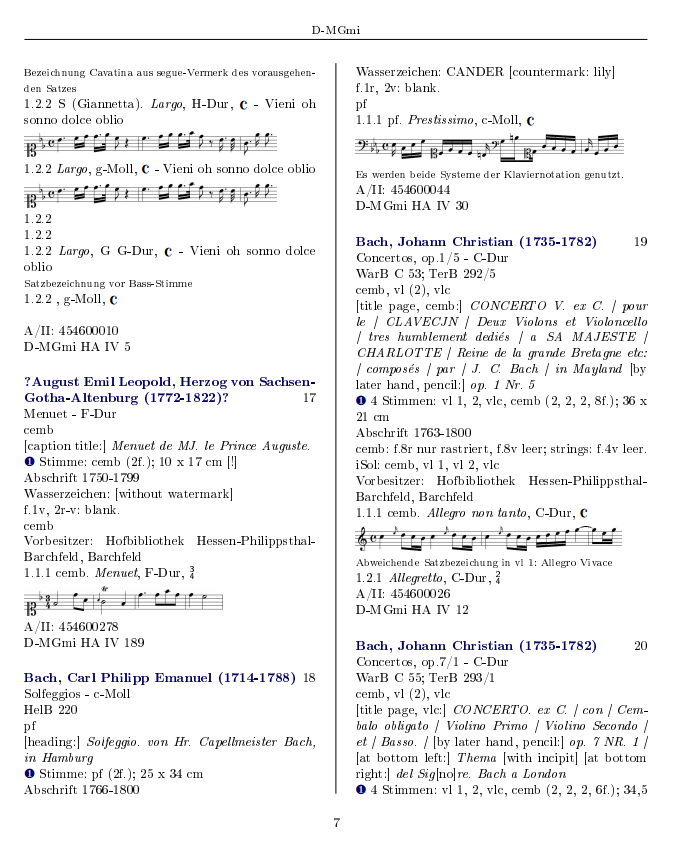 D-MGmi
Bezeichnung Cavatina aus segue-Vermerk des vorausgehen-
den Satzes
1.2.2 S (Giannetta). Largo, H-Dur, c - Vieni oh
sonno dolce oblio
1.2.2 Largo, g-Moll, c - Vieni oh sonno dolce oblio
1.2.2
1.2.2
1.2.2 Largo, G G-Dur, c - Vieni oh sonno dolce
oblio
Satzbezeichnung vor Bass-Stimme
1.2.2 , g-Moll, c
A/II: 454600010
D-MGmi HA IV 5
?August Emil Leopold, Herzog von Sachsen-
Gotha-Altenburg (1772-1822)? 17
Menuet - F-Dur
cemb
[caption title:] Menuet de MJ. le Prince Auguste.
1 Stimme: cemb (2f.); 10 x 17 cm [!]
Abschrift 1750-1799
Wasserzeichen: [without watermark]
f.1v, 2r-v: blank.
cemb
Vorbesitzer: Hofbibliothek Hessen-Philippsthal-
Barchfeld, Barchfeld
1.1.1 cemb. Menuet, F-Dur, 3/4
A/II: 454600278
D-MGmi HA IV 189
Bach, Carl Philipp Emanuel (1714-1788) 18
Solfeggios - c-Moll
HelB 220
pf
[heading:] Solfeggio. von Hr. Capellmeister Bach,
in Hamburg
1 Stimme: pf (2f.); 25 x 34 cm
Abschrift 1766-1800
Wasserzeichen: CANDER [countermark: lily]
f.1r, 2v: blank.
pf
1.1.1 pf. Prestissimo, c-Moll, c
Es werden beide Systeme der Klaviernotation genutzt.
A/II: 454600044
D-MGmi HA IV 30
Bach, Johann Christian (1735-1782) 19
Concertos, op.1/5 - C-Dur
WarB C 53; TerB 292/5
cemb, vl (2), vlc
[title page, cemb:] CONCERTO V. ex C. / pour
le / CLAVECJN / Deux Violons et Violoncello
/ tres humblement dediés / a SA MAJESTE /
CHARLOTTE / Reine de la grande Bretagne etc:
/ composés / par / J. C. Bach / in Mayland [by
later hand, pencil:] op. 1 Nr. 5
1 4 Stimmen: vl 1, 2, vlc, cemb (2, 2, 2, 8f.); 36 x
21 cm
Abschrift 1763-1800
cemb: f.8r nur rastriert, f.8v leer; strings: f.4v leer.
iSol: cemb, vl 1, vl 2, vlc
Vorbesitzer: Hofbibliothek Hessen-Philippsthal-
Barchfeld, Barchfeld
1.1.1 cemb. Allegro non tanto, C-Dur, c
Abweichende Satzbezeichnung in vl 1: Allegro Vivace
1.2.1 Allegretto, C-Dur, 2/4
A/II: 454600026
D-MGmi HA IV 12
Bach, Johann Christian (1735-1782) 20
Concertos, op.7/1 - C-Dur
WarB C 55; TerB 293/1
cemb, vl (2), vlc
[title page, vlc:] CONCERTO. ex C. / con / Cem-
balo obligato / Violino Primo / Violino Secondo /
et / Basso. / [by later hand, pencil:] op. 7 NR. 1 /
[at bottom left:] Thema [with incipit] [at bottom
right:] del Sig[no]re. Bach a London
1 4 Stimmen: vl 1, 2, vlc, cemb (2, 2, 2, 6f.); 34,5
7